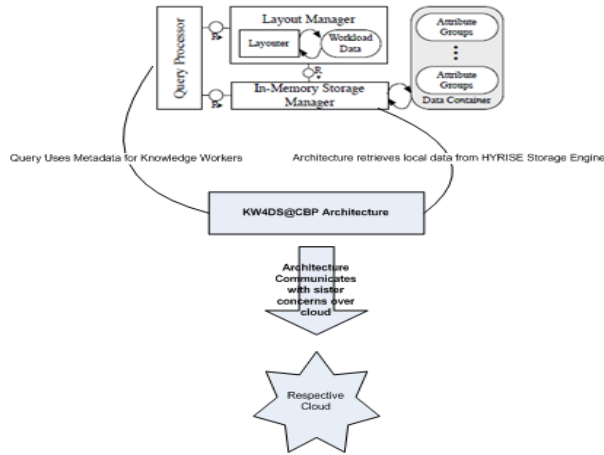 Layout Manager
Query Processor
Layouter
Workload
Data
R
R
R
In-Memory Storage
Manager
Attribute
Groups
Attribute
Groups
Data Container
Query Uses Metadata for Knowledge Workers
Architecture retrieves local data from HYRISE Storage Engine
KW4DS@CBP Architecture
Architecture
Communicates
with sister
concerns over
cloud
Respective
Cloud